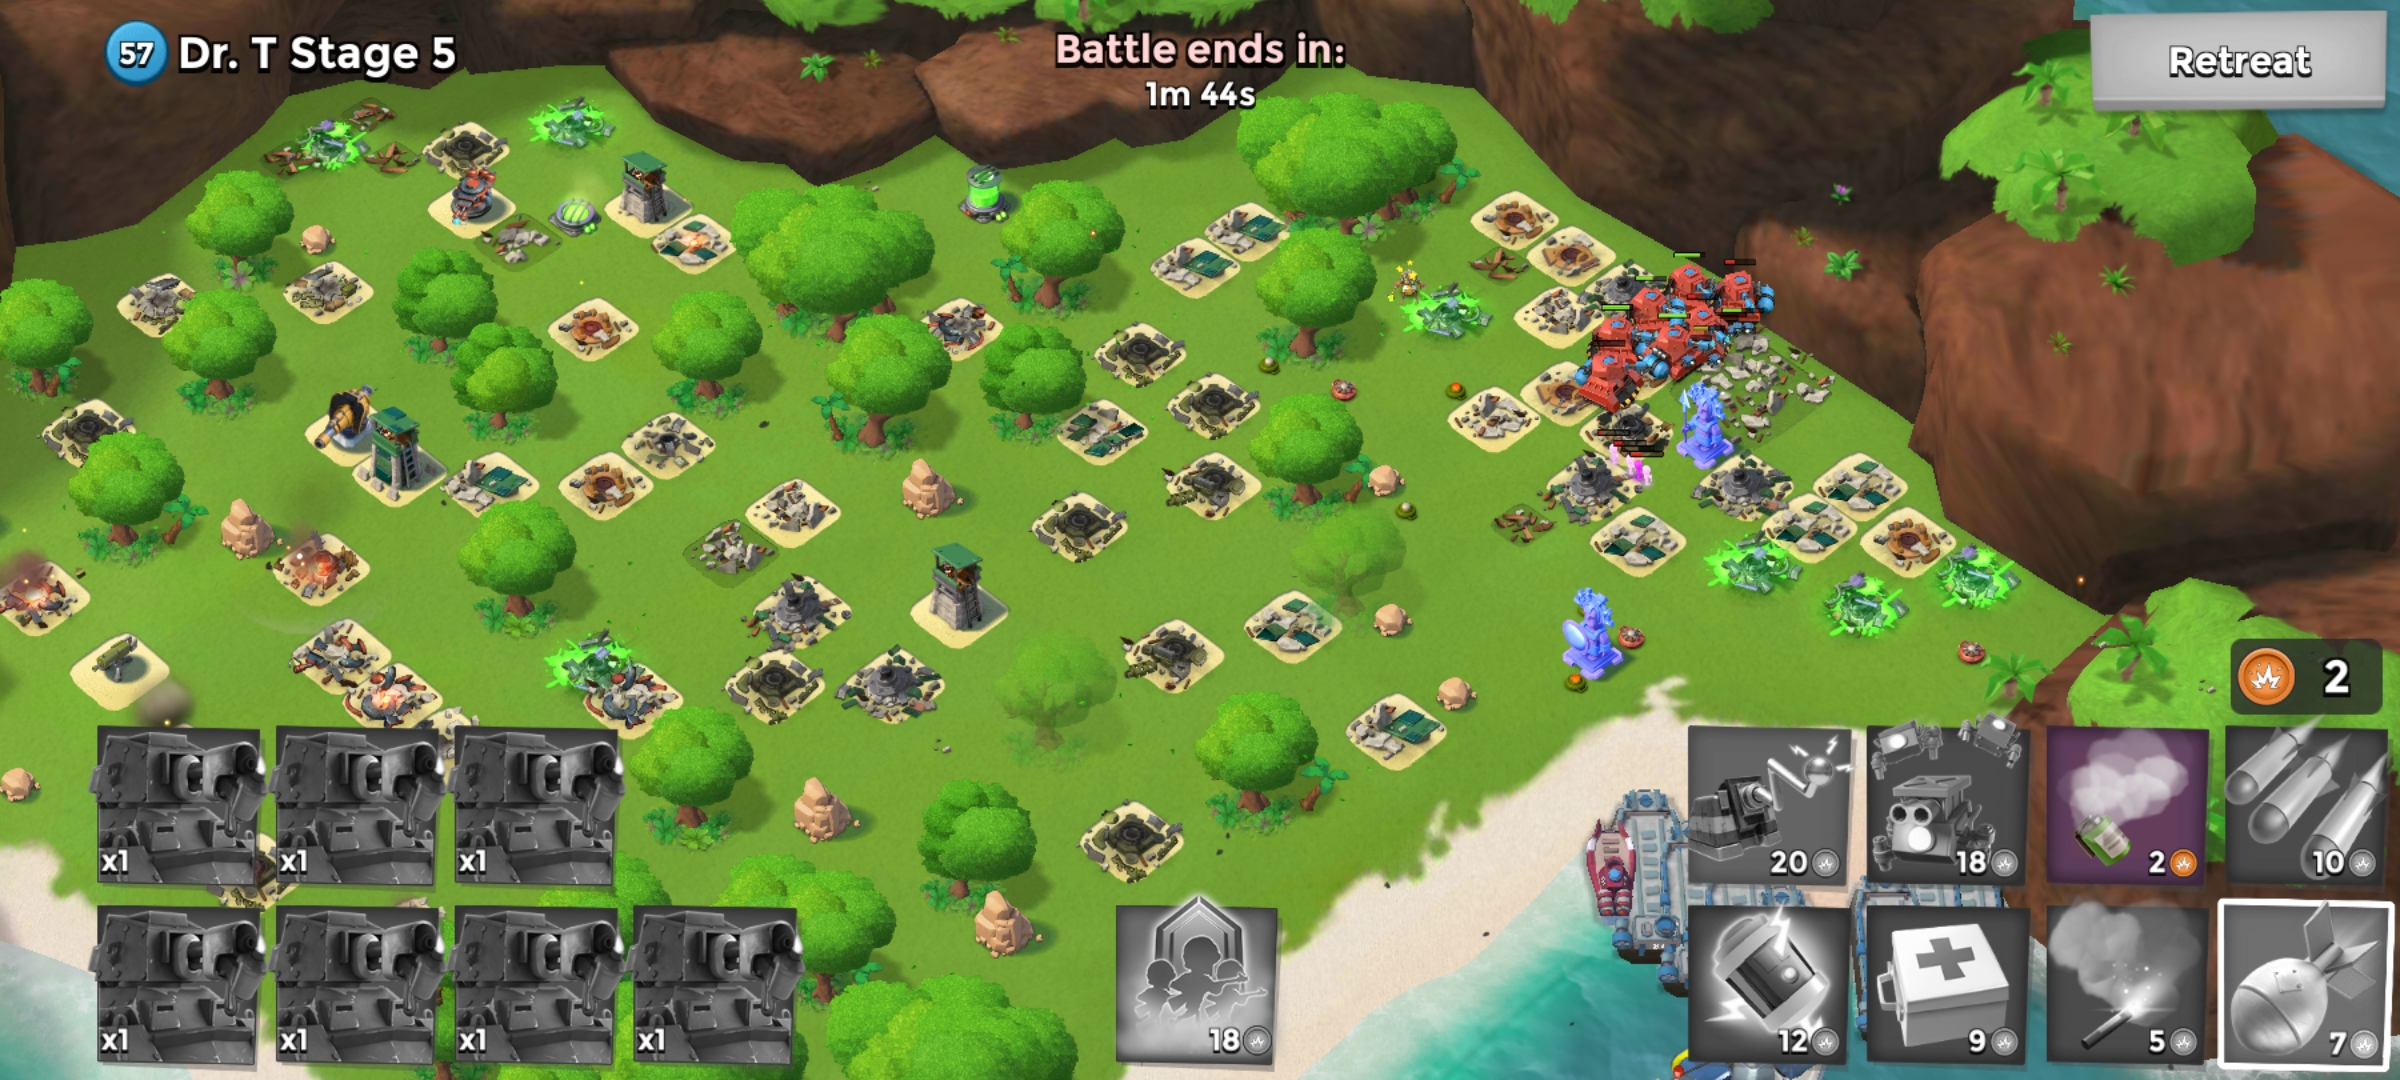 57 Dr. T Stage 5
Battle ends in:
1m 44s
Retreat
2
x1
x1
x1
20
18
2
10
x1
x1
x1
x1
18
12
9
5
7